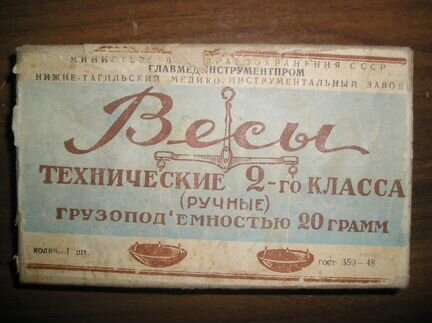 МИНИСТЕРСТВО ЗДРАВООХРАНЕНИЯ СССР
ГЛАВМЕДИНСТРУМЕНТПРОМ
НИЖНЕ-ТАГИЛЬСКИЙ МЕДИКО-ИНСТРУМЕНТАЛЬНЫЙ ЗАВОД
Весы
ТЕХНИЧЕСКИЕ 2-го КЛАССА
(РУЧНЫЕ)
ГРУЗОПОД'ЕМНОСТЬЮ 20 ГРАММ
колич.—1 шт.
гост 359—48